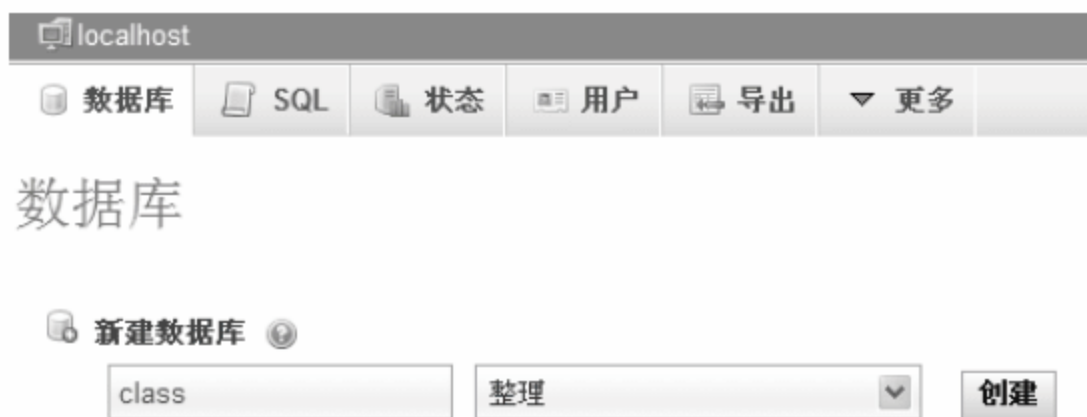 localhost
数据库 SQL 状态 用户 导出 更多
数据库
新建数据库
class 整理 创建